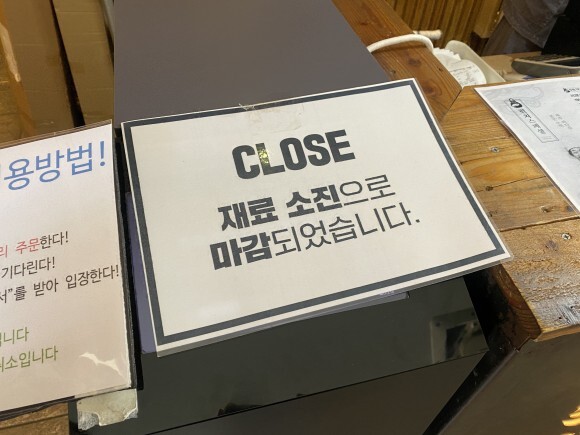 용방법!
주문한다!
기다린다!
를 받아 입장한다!
니다
취소입니다
CLOSE
재료 소진으로
마감되었습니다.